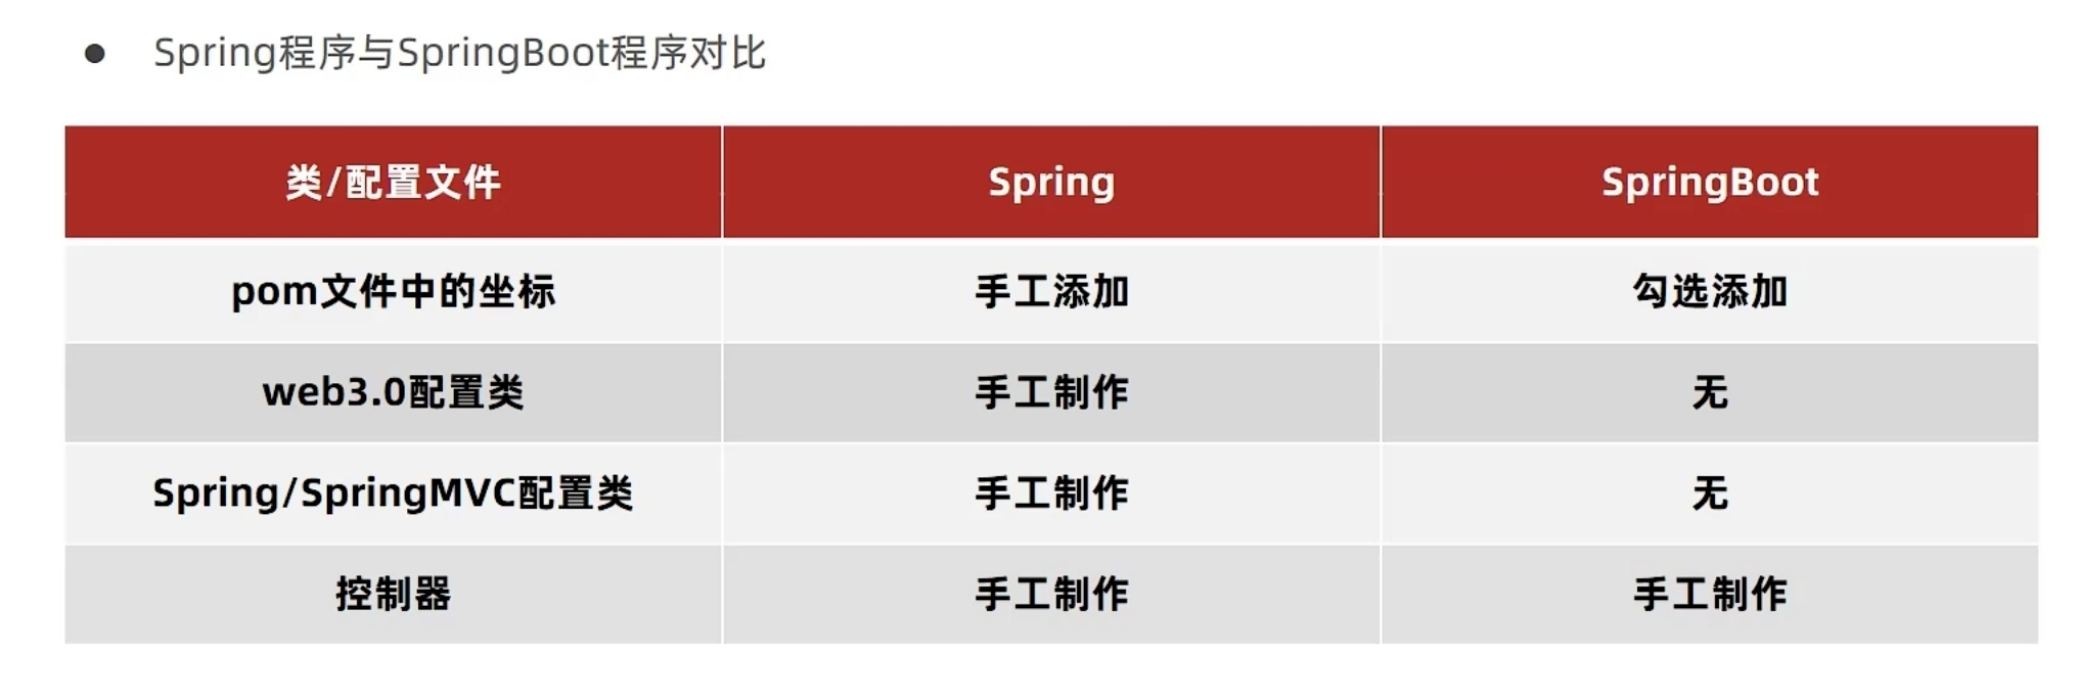 ● Spring程序与SpringBoot程序对比
类/配置文件 Spring SpringBoot
pom文件中的坐标 手工添加 勾选添加
web3.0配置类 手工制作 无
Spring/SpringMVC配置类 手工制作 无
控制器 手工制作 手工制作